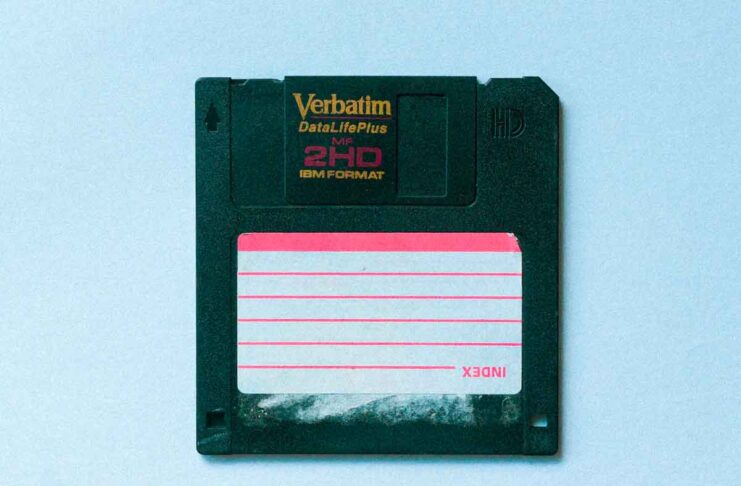 Verbatim
DataLifePlus
MF
2HD
IBM FORMAT
HD
INDEX